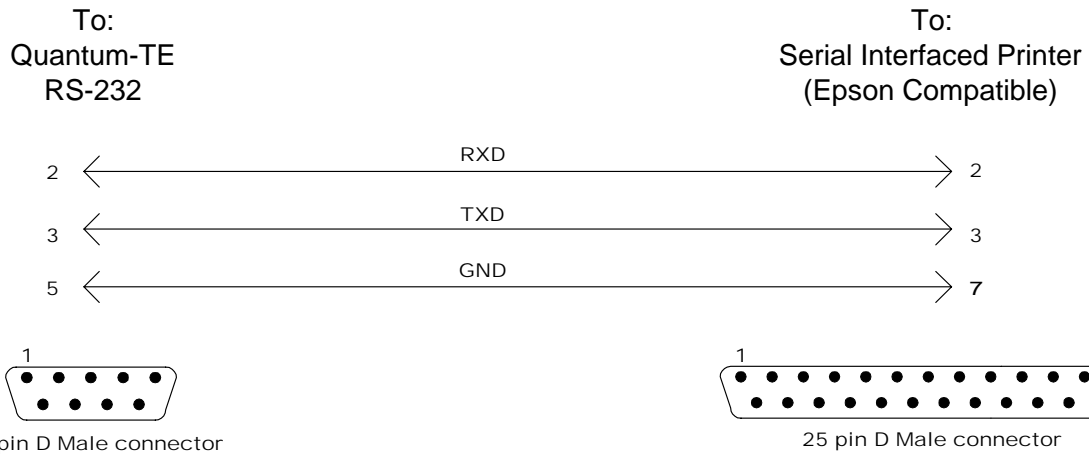 To:
Quantum-TE
RS-232
To:
Serial Interfaced Printer
(Epson Compatible)
2 RXD 2
3 TXD 3
5 GND 7
1
1
pin D Male connector
25 pin D Male connector